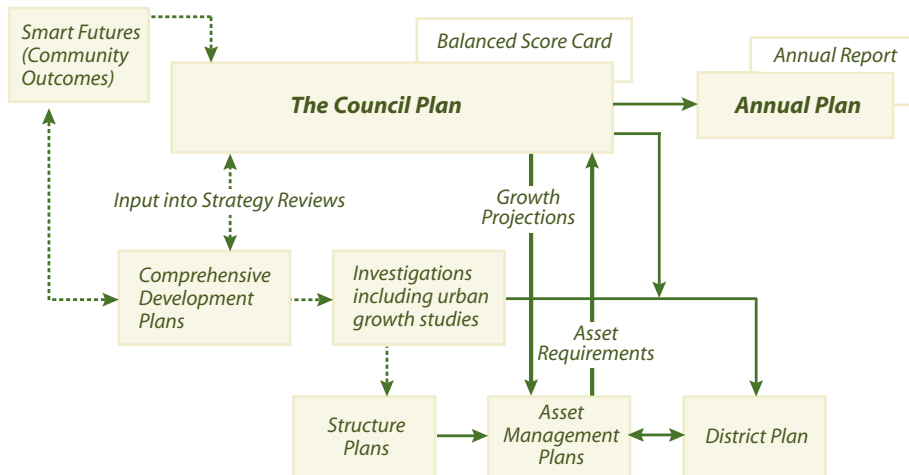 Smart Futures
(Community
Outcomes)
Balanced Score Card
Annual Report
The Council Plan
Annual Plan
Input into Strategy Reviews
Growth
Projections
Comprehensive
Development
Plans
Investigations
including urban
growth studies
Asset
Requirements
Structure
Plans
Asset
Management
Plans
District Plan